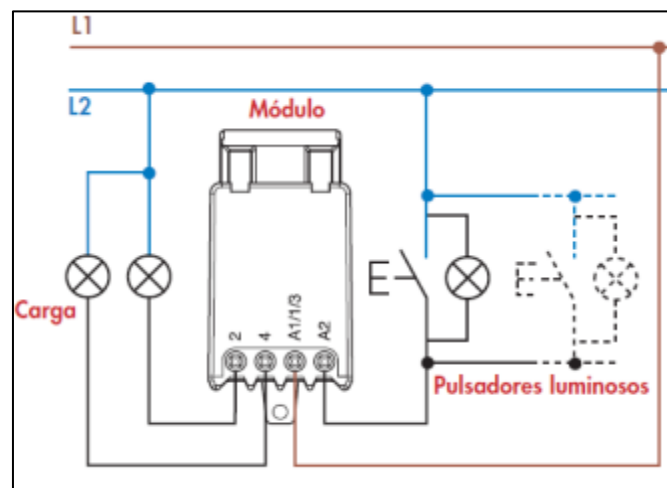 L1
L2
Módulo
Carga
2
4
A1/1/3
A2
Pulsadores luminosos